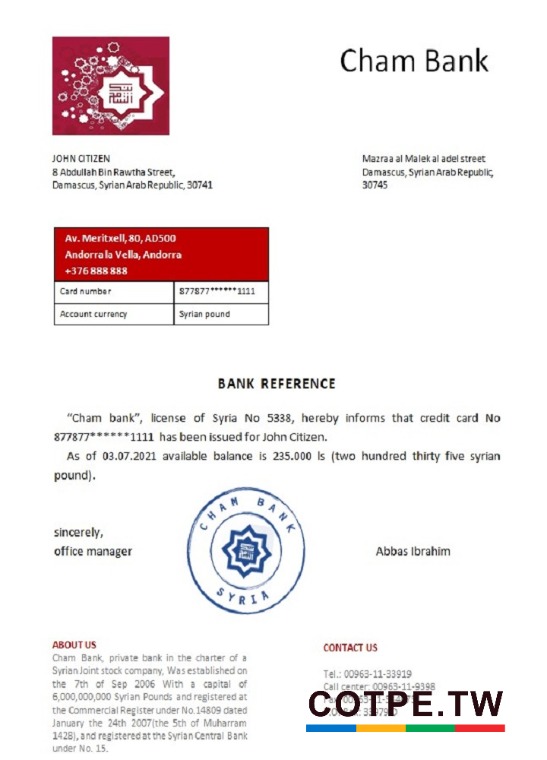 بنك
الشام
Cham Bank
JOHN CITIZEN
8 Abdullah Bin Rawtha Street,
Damascus, Syrian Arab Republic, 30741
Mazraa al Malek al adel street
Damascus, Syrian Arab Republic,
30745
Av. Meritxell, 80, AD500
Andorra la Vella, Andorra
+376 888 888
Card number 877877******1111
Account currency Syrian pound
BANK REFERENCE
“Cham bank”, license of Syria No 5338, hereby informs that credit card No
877877******1111 has been issued for John Citizen.
As of 03.07.2021 available balance is 235.000 ls (two hundred thirty five syrian
pound).
sincerely,
office manager
CHAM BANK
SYRIA
Abbas Ibrahim
ABOUT US
Cham Bank, private bank in the charter of a
Syrian Joint stock company, Was established on
the 7th of Sep 2006 With a capital of
6,000,000,000 Syrian Pounds and registered at
the Commercial Register under No.14809 dated
January the 24th 2007(the 5th of Muharram
1428), and registered at the Syrian Central Bank
under No. 15.
CONTACT US
Tel.: 00963-11-33919
Call center: 00963-11-9398
COTPE.TW